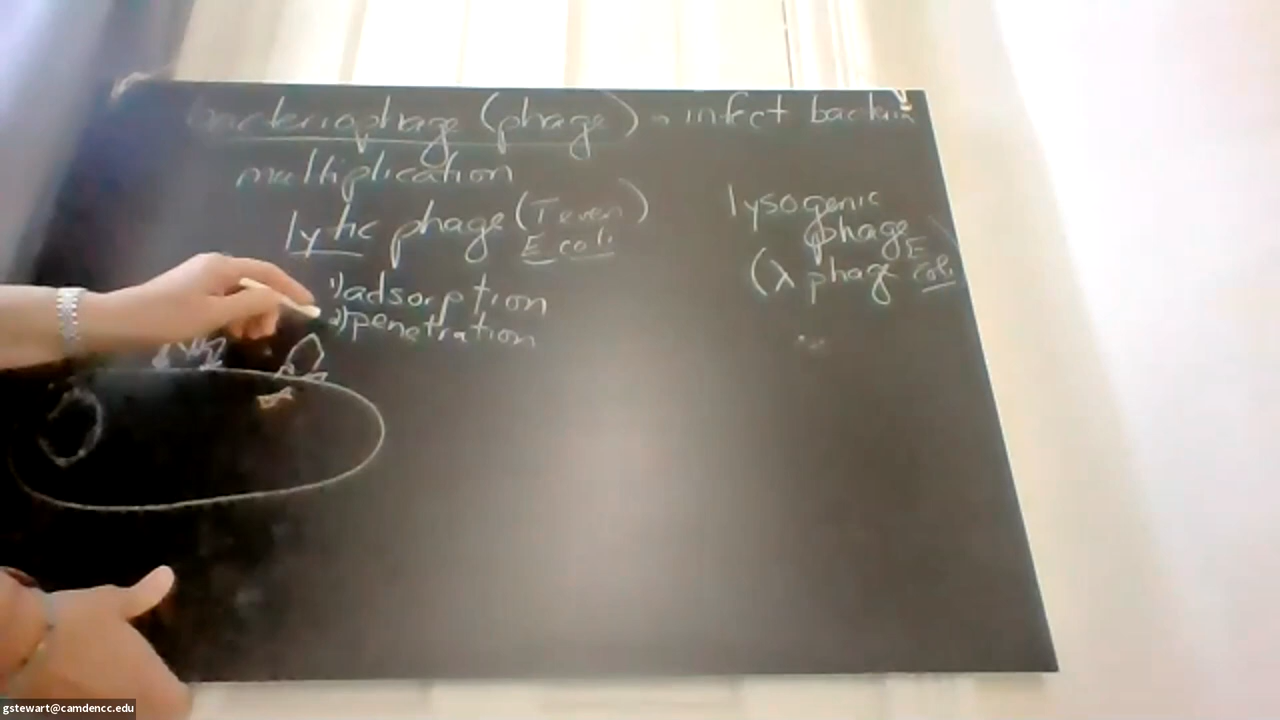 bacteriophage (phage) - infect bacteria
multiplication
lytic phage (T even)
E coli
lysogenic
phage
(λ phage E
coli
1) adsorption
2) penetration
gstewart@camdencc.edu